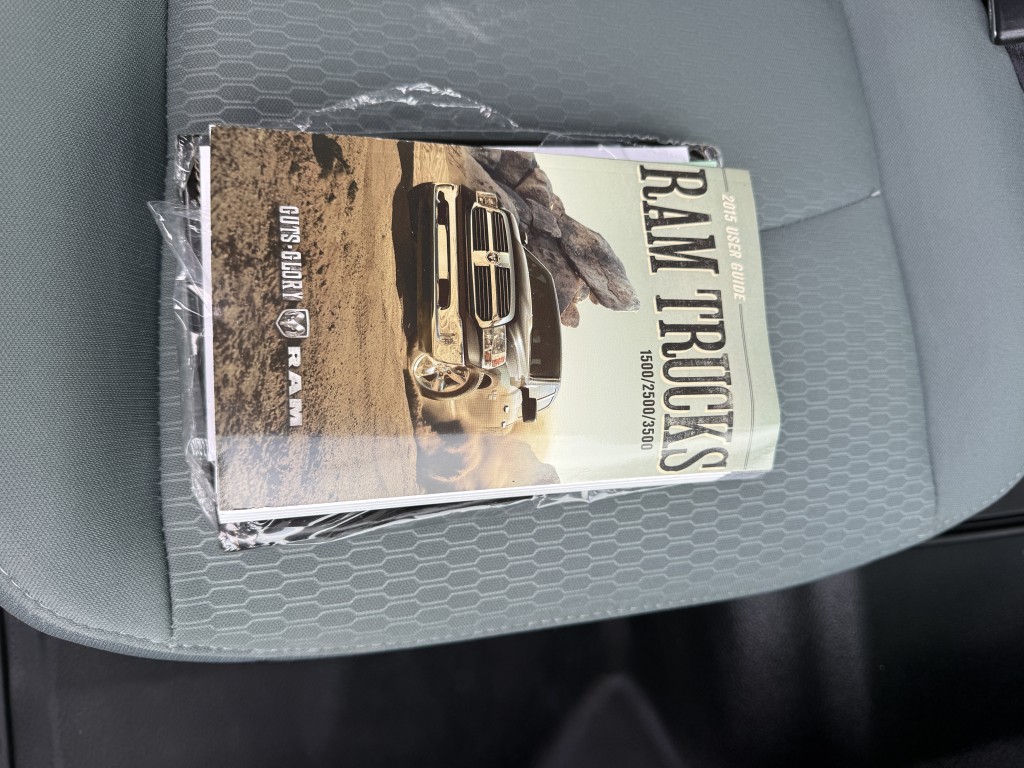 2015 USER GUIDE
RAM TRUCKS
1500/2500/3500
GUTS·GLORY RAM